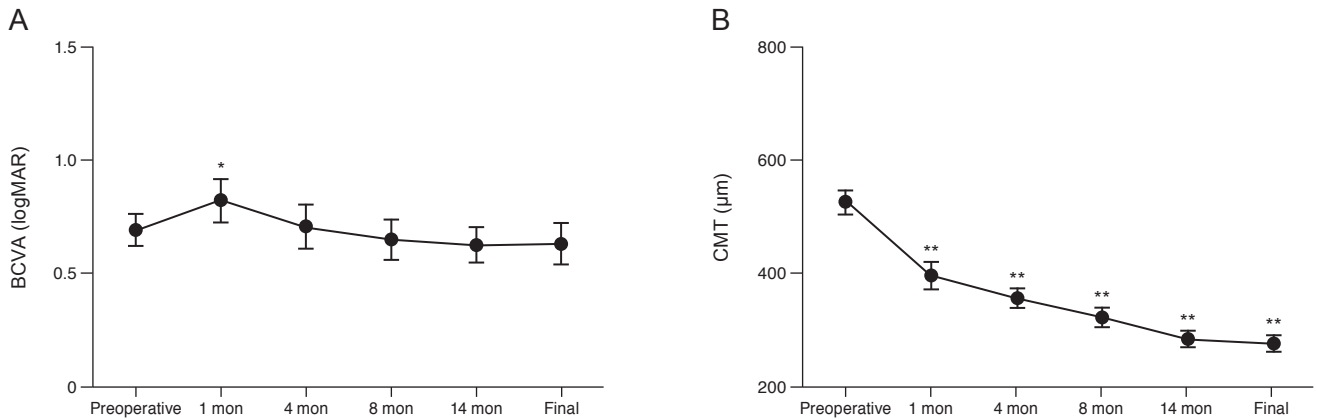 A
BCVA (logMAR)
1.5
1.0
0.5
0
*
Preoperative 1 mon 4 mon 8 mon 14 mon Final
B
CMT (μm)
800
600
400
200
**
**
**
**
**
Preoperative 1 mon 4 mon 8 mon 14 mon Final